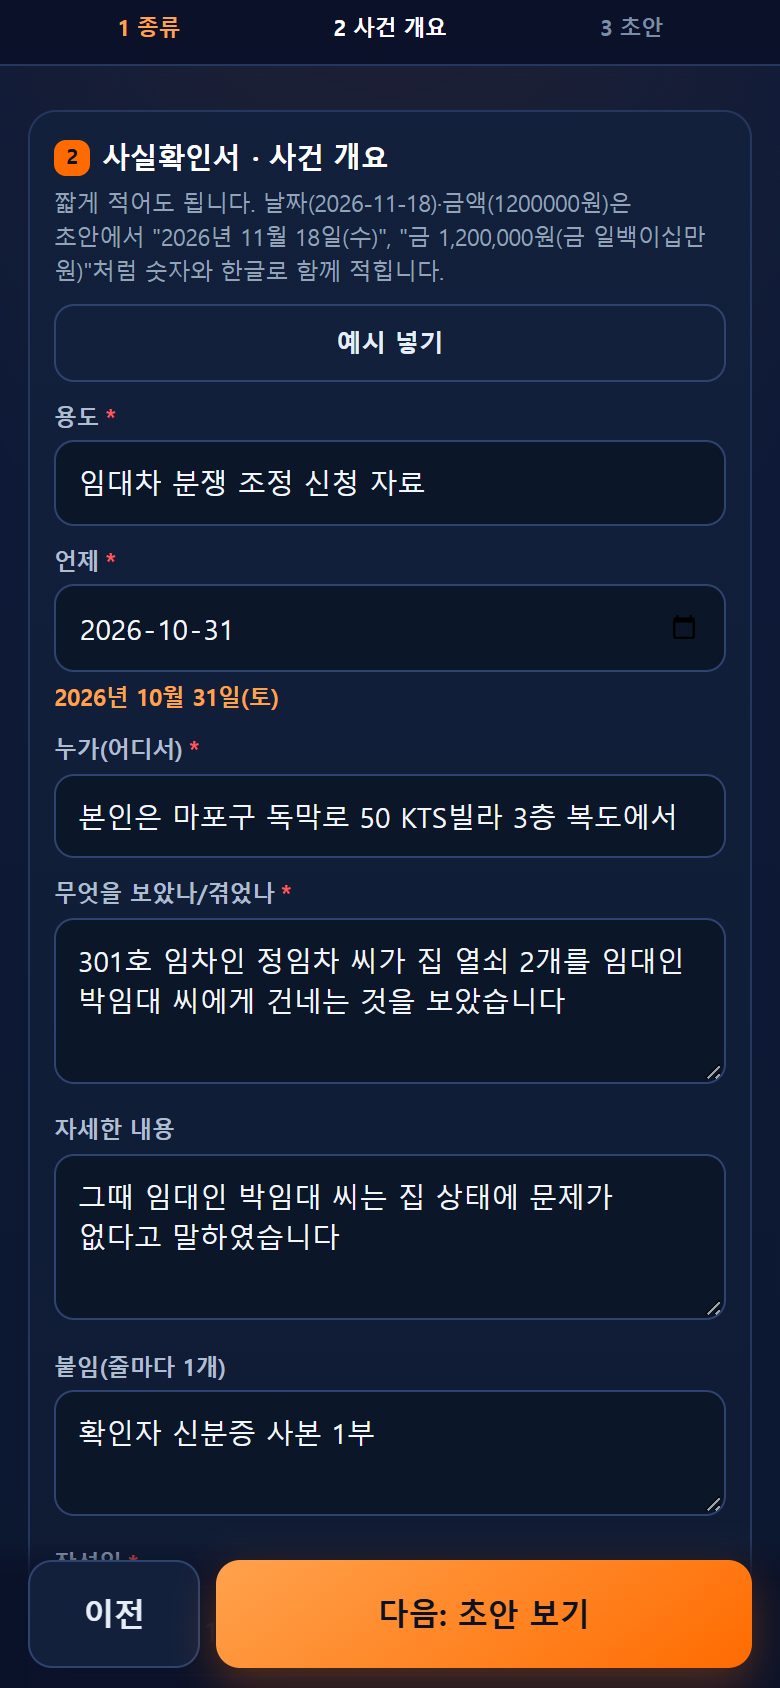 1 종류
2 사건 개요
3 초안
2 사실확인서 · 사건 개요
짧게 적어도 됩니다. 날짜(2026-11-18)·금액(1200000원)은
초안에서 "2026년 11월 18일(수)", "금 1,200,000원(금 일백이십만
원)"처럼 숫자와 한글로 함께 적힙니다.
예시 넣기
용도 *
임대차 분쟁 조정 신청 자료
언제 *
2026-10-31
2026년 10월 31일(토)
누가(어디서) *
본인은 마포구 독막로 50 KTS빌라 3층 복도에서
무엇을 보았나/겪었나 *
301호 임차인 정임차 씨가 집 열쇠 2개를 임대인
박임대 씨에게 건네는 것을 보았습니다
자세한 내용
그때 임대인 박임대 씨는 집 상태에 문제가
없다고 말하였습니다
붙임(줄마다 1개)
확인자 신분증 사본 1부
이전
다음: 초안 보기